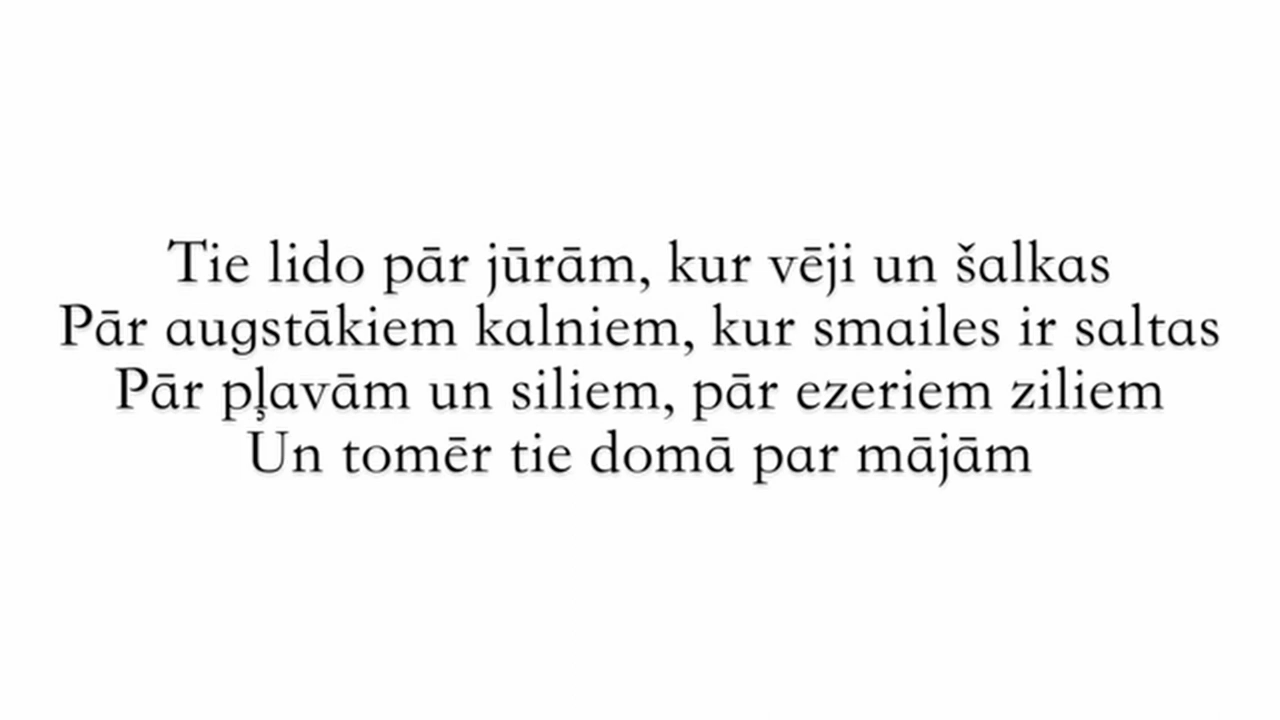 Tie lido pār jūrām, kur vēji un šalkas
Pār augstākiem kalniem, kur smailes ir saltas
Pār pļavām un siliem, pār ezeriem ziliem
Un tomēr tie domā par mājām